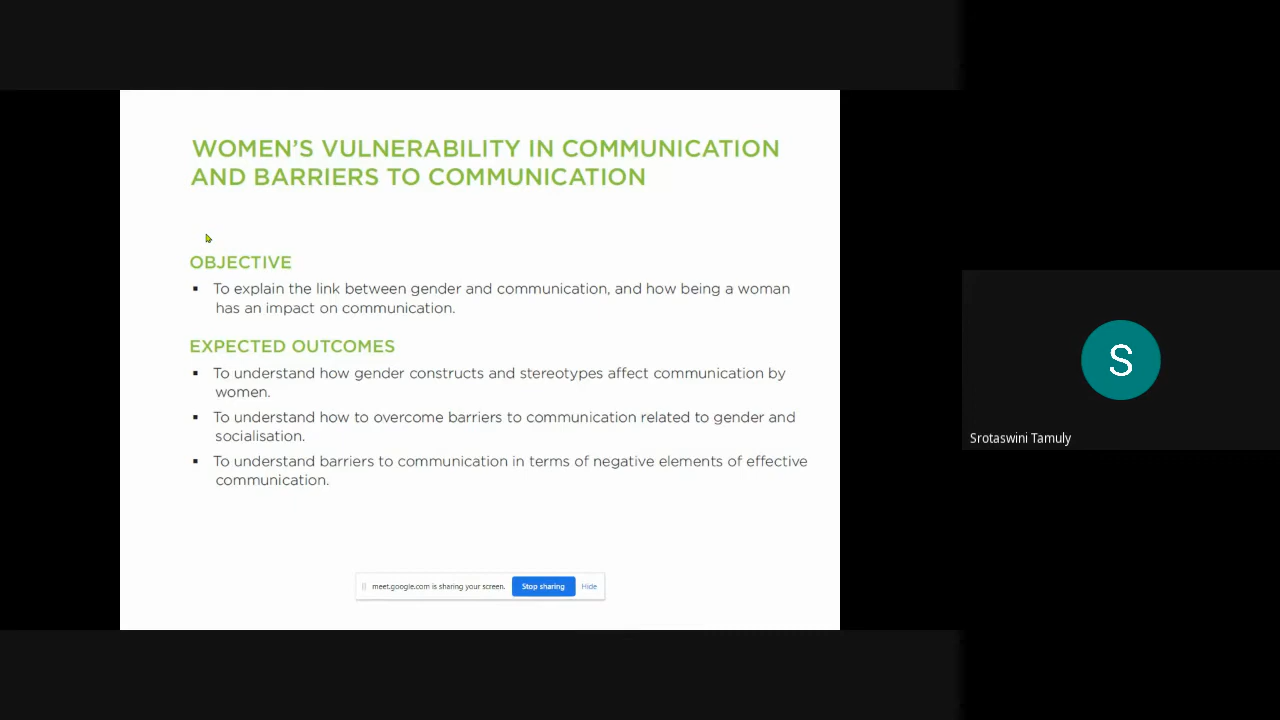 WOMEN'S VULNERABILITY IN COMMUNICATION
AND BARRIERS TO COMMUNICATION
OBJECTIVE
▪ To explain the link between gender and communication, and how being a woman
has an impact on communication.
EXPECTED OUTCOMES
▪ To understand how gender constructs and stereotypes affect communication by
women.
▪ To understand how to overcome barriers to communication related to gender and
socialisation.
▪ To understand barriers to communication in terms of negative elements of effective
communication.
meet.google.com is sharing your screen. Stop sharing Hide
S
Srotaswini Tamuly